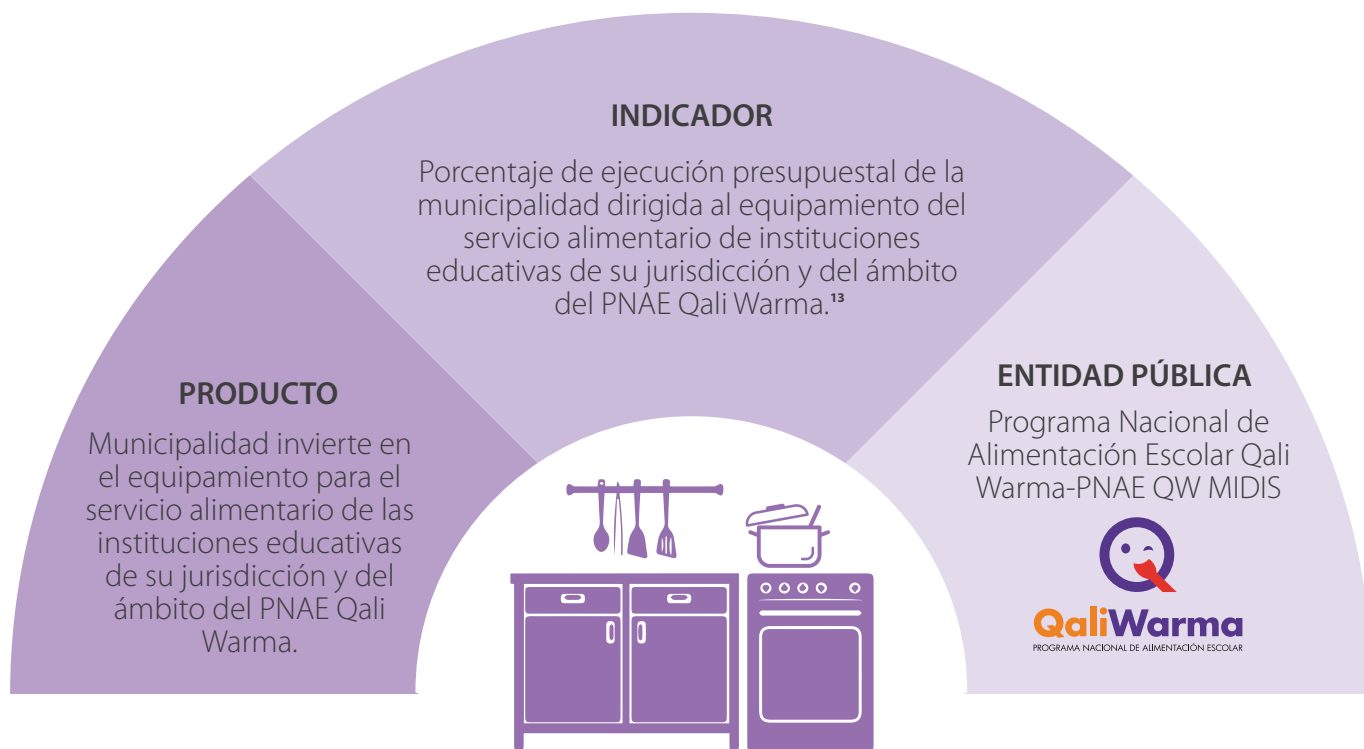 INDICADOR
Porcentaje de ejecución presupuestal de la
municipalidad dirigida al equipamiento del
servicio alimentario de instituciones
educativas de su jurisdicción y del ámbito
del PNAE Qali Warma.¹³
PRODUCTO
Municipalidad invierte en
el equipamiento para el
servicio alimentario de las
instituciones educativas
de su jurisdicción y del
ámbito del PNAE Qali
Warma.
ENTIDAD PÚBLICA
Programa Nacional de
Alimentación Escolar Qali
Warma-PNAE QW MIDIS
QaliWarma
PROGRAMA NACIONAL DE ALIMENTACIÓN ESCOLAR